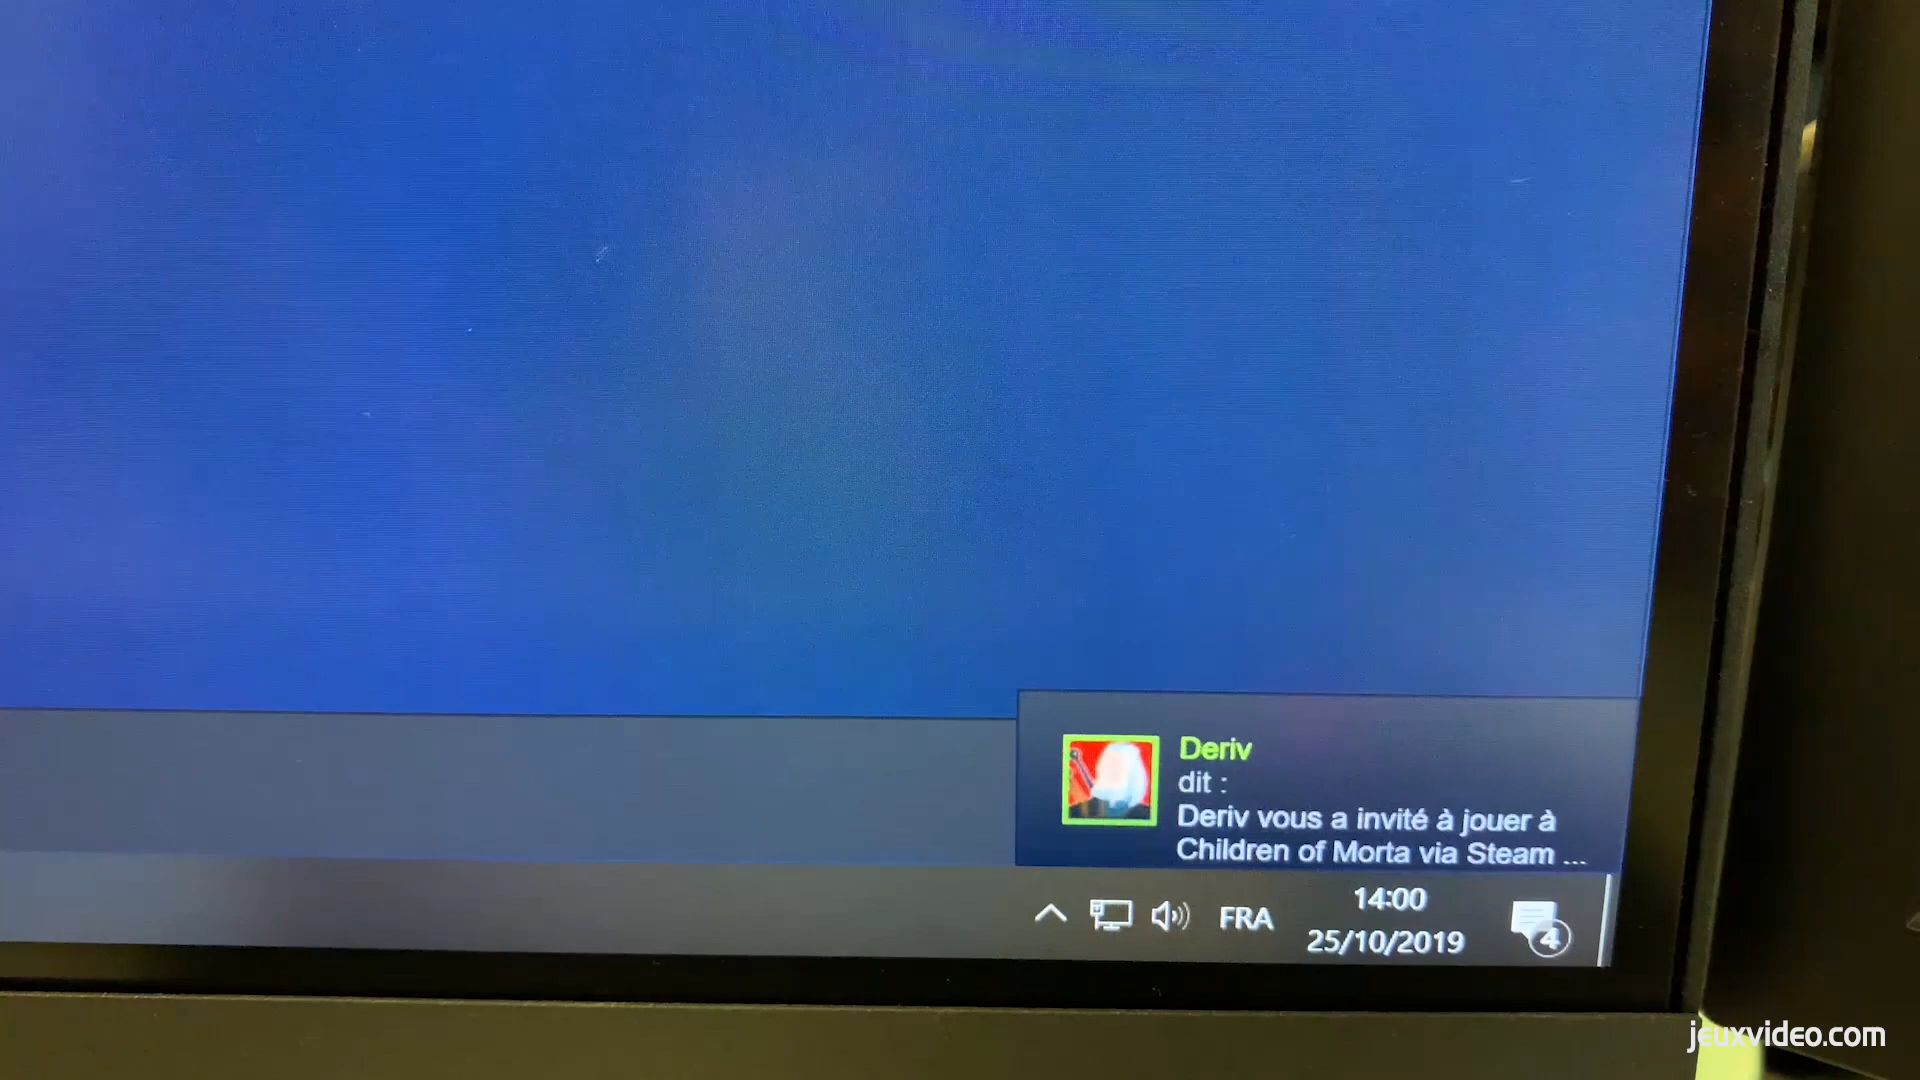 Deriv
dit :
Deriv vous a invité à jouer à
Children of Morta via Steam ...
FRA
14:00
25/10/2019
4
jeuxvideo.com